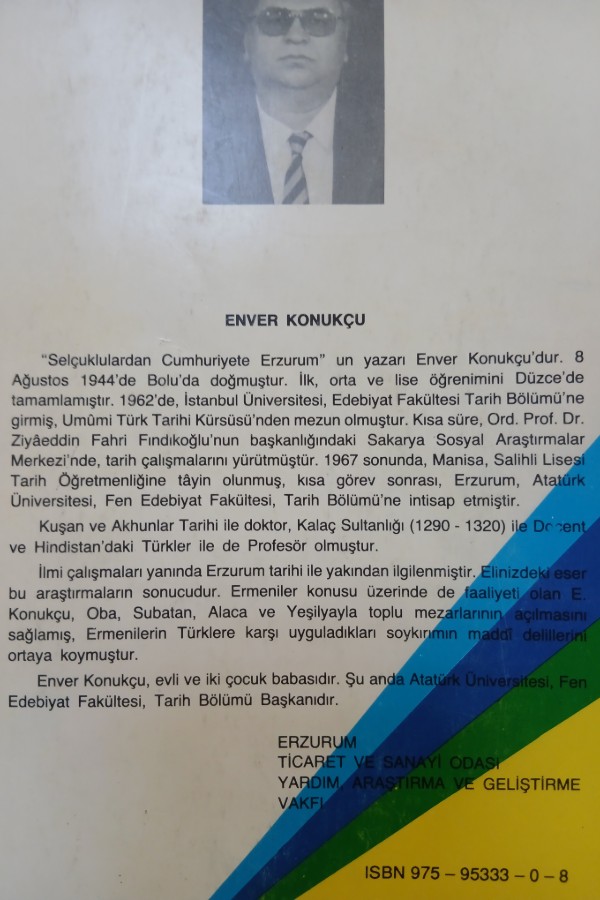 ENVER KONUKÇU
"Selçuklulardan Cumhuriyete Erzurum" un yazarı Enver Konukçu'dur. 8
Ağustos 1944'de Bolu'da doğmuştur. İlk, orta ve lise öğrenimini Düzce'de
tamamlamıştır. 1962'de, İstanbul Üniversitesi, Edebiyat Fakültesi Tarih Bölümü'ne
girmiş, Umûmi Türk Tarihi Kürsüsü'nden mezun olmuştur. Kısa süre, Ord. Prof. Dr.
Ziyâeddin Fahri Fındıkoğlu'nun başkanlığındaki Sakarya Sosyal Araştırmalar
Merkezi'nde, tarih çalışmalarını yürütmüştür. 1967 sonunda, Manisa, Salihli Lisesi
Tarih Öğretmenliğine tâyin olunmuş, kısa görev sonrası, Erzurum, Atatürk
Üniversitesi, Fen Edebiyat Fakültesi, Tarih Bölümü'ne intisap etmiştir.
Kuşan ve Akhunlar Tarihi ile doktor, Kalaç Sultanlığı (1290 - 1320) ile Doçent
ve Hindistan'daki Türkler ile de Profesör olmuştur.
İlmi çalışmaları yanında Erzurum tarihi ile yakından ilgilenmiştir. Elinizdeki eser
bu araştırmaların sonucudur. Ermeniler konusu üzerinde de faaliyeti olan E.
Konukçu, Oba, Subatan, Alaca ve Yeşilyayla toplu mezarlarının açılmasını
sağlamış, Ermenilerin Türklere karşı uyguladıkları soykırımın maddî delillerini
ortaya koymuştur.
Enver Konukçu, evli ve iki çocuk babasıdır. Şu anda Atatürk Üniversitesi, Fen
Edebiyat Fakültesi, Tarih Bölümü Başkanıdır.
ERZURUM
TİCARET VE SANAYİ ODASI
YARDIM, ARAŞTIRMA VE GELİŞTİRME
VAKFI
ISBN 975 – 95333 – 0 – 8